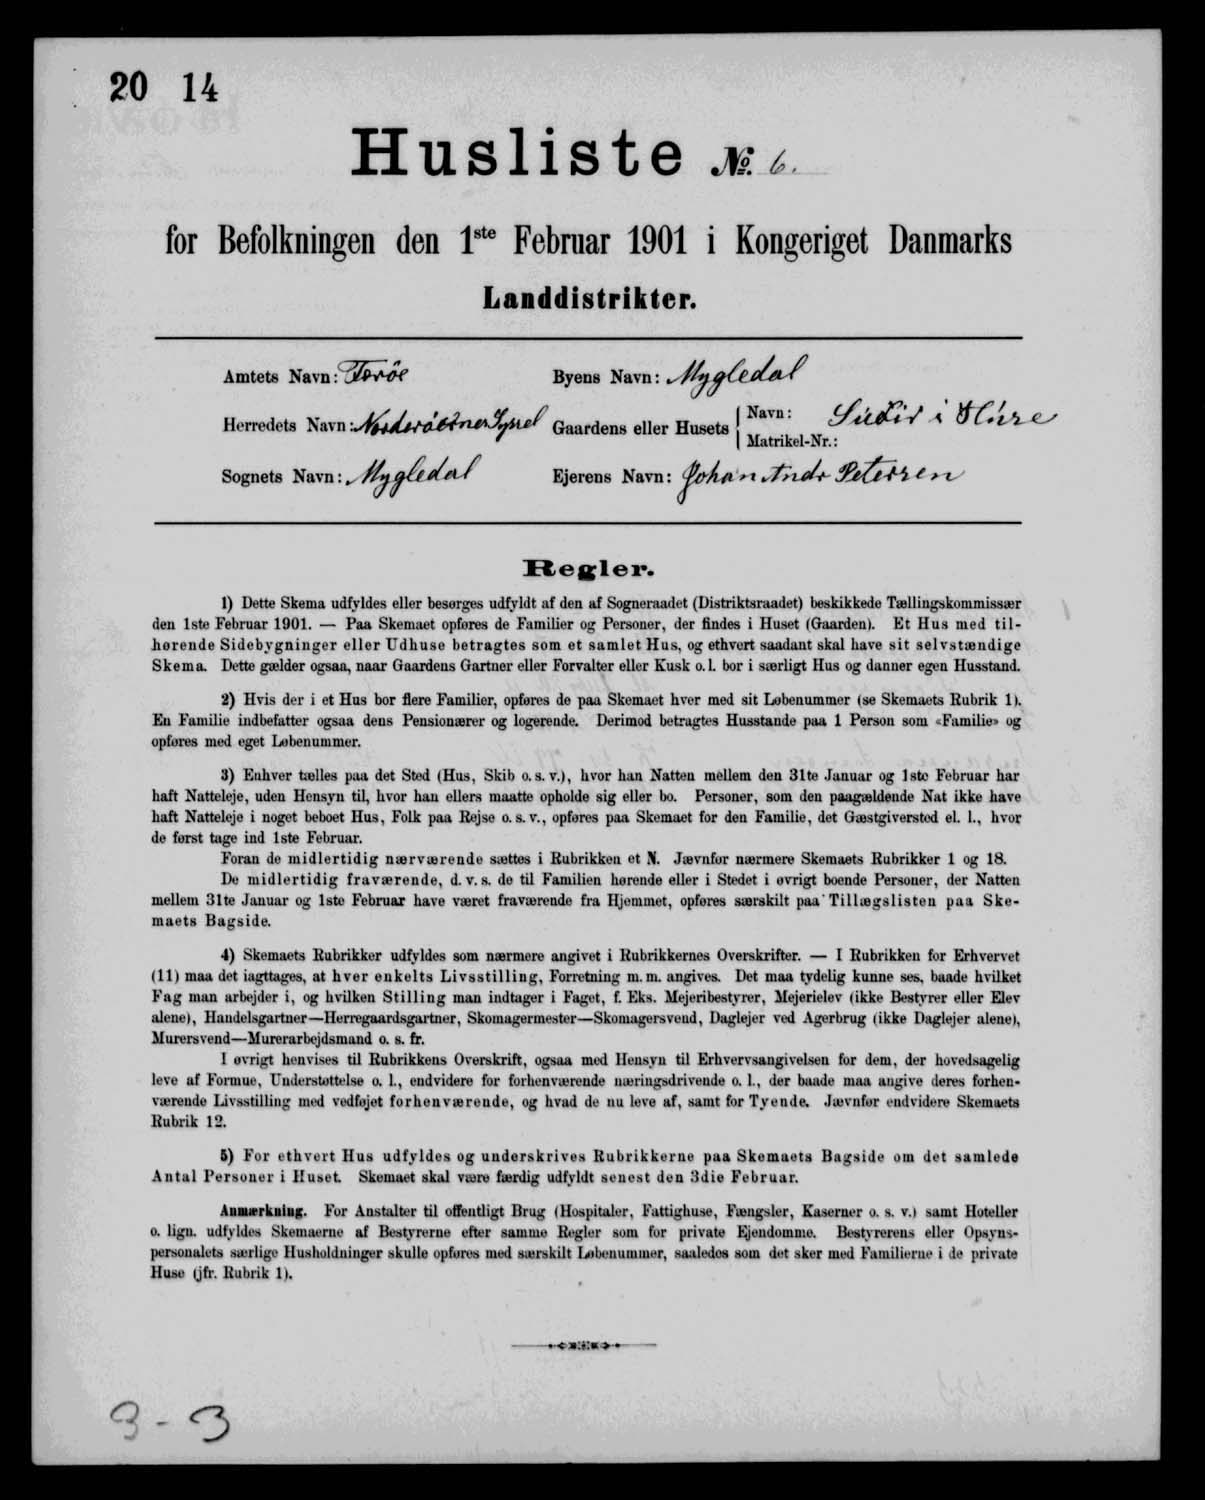 20 14
Husliste № 6.
for Befolkningen den 1ste Februar 1901 i Kongeriget Danmarks
Landdistrikter.
Amtets Navn: Færöe
Byens Navn: Mygledal
Herredets Navn: Norderöernes Syssel
Gaardens eller Husets
Navn: i Húse
Matrikel-Nr.:
Sognets Navn: Mygledal
Ejerens Navn: Johan Andr Petersen
Regler.
1) Dette Skema udfyldes eller besørges udfyldt af den af Sogneraadet (Distriktsraadet) beskikkede Tællingskommissær
den 1ste Februar 1901. — Paa Skemaet opføres de Familier og Personer, der findes i Huset (Gaarden). Et Hus med til-
hørende Sidebygninger eller Udhuse betragtes som et samlet Hus, og ethvert saadant skal have sit selvstændige
Skema. Dette gælder ogsaa, naar Gaardens Gartner eller Forvalter eller Kusk o. l. bor i særligt Hus og danner egen Husstand.
2) Hvis der i et Hus bor flere Familier, opføres de paa Skemaet hver med sit Løbenummer (se Skemaets Rubrik 1).
En Familie indbefatter ogsaa dens Pensionærer og logerende. Derimod betragtes Husstande paa 1 Person som «Familie» og
opføres med eget Løbenummer.
3) Enhver tælles paa det Sted (Hus, Skib o. s. v.), hvor han Natten mellem den 31te Januar og 1ste Februar har
haft Natteleje, uden Hensyn til, hvor han ellers maatte opholde sig eller bo. Personer, som den paagældende Nat ikke have
haft Natteleje i noget beboet Hus, Folk paa Rejse o. s. v., opføres paa Skemaet for den Familie, det Gæstgiversted el. l., hvor
de først tage ind 1ste Februar.
Foran de midlertidig nærværende sættes i Rubrikken et N. Jævnfør nærmere Skemaets Rubrikker 1 og 18.
De midlertidig fraværende, d. v. s. de til Familien hørende eller i Stedet i øvrigt boende Personer, der Natten
mellem 31te Januar og 1ste Februar have været fraværende fra Hjemmet, opføres særskilt paa Tillægslisten paa Ske-
maets Bagside.
4) Skemaets Rubrikker udfyldes som nærmere angivet i Rubrikkernes Overskrifter. — I Rubrikken for Erhvervet
(11) maa det iagttages, at hver enkelts Livsstilling, Forretning m. m. angives. Det maa tydelig kunne ses, baade hvilket
Fag man arbejder i, og hvilken Stilling man indtager i Faget, f. Eks. Mejeribestyrer, Mejerielev (ikke Bestyrer eller Elev
alene), Handelsgartner—Herregaardsgartner, Skomagermester—Skomagersvend, Daglejer ved Agerbrug (ikke Daglejer alene),
Murersvend—Murerarbejdsmand o. s. fr.
I øvrigt henvises til Rubrikkens Overskrift, ogsaa med Hensyn til Erhvervsangivelsen for dem, der hovedsagelig
leve af Formue, Understøttelse o. l., endvidere for forhenværende næringsdrivende o. l., der baade maa angive deres forhen-
værende Livsstilling med vedføjet forhenværende, og hvad de nu leve af, samt for Tyende. Jævnfør endvidere Skemaets
Rubrik 12.
5) For ethvert Hus udfyldes og underskrives Rubrikkerne paa Skemaets Bagside om det samlede
Antal Personer i Huset. Skemaet skal være færdig udfyldt senest den 3die Februar.
Anmærkning. For Anstalter til offentligt Brug (Hospitaler, Fattighuse, Fængsler, Kaserner o. s. v.) samt Hoteller
o. lign. udfyldes Skemaerne af Bestyrerne efter samme Regler som for private Ejendomme. Bestyrerens eller Opsyns-
personalets særlige Husholdninger skulle opføres med særskilt Løbenummer, saaledes som det sker med Familierne i de private
Huse (jfr. Rubrik 1).
3 - 3